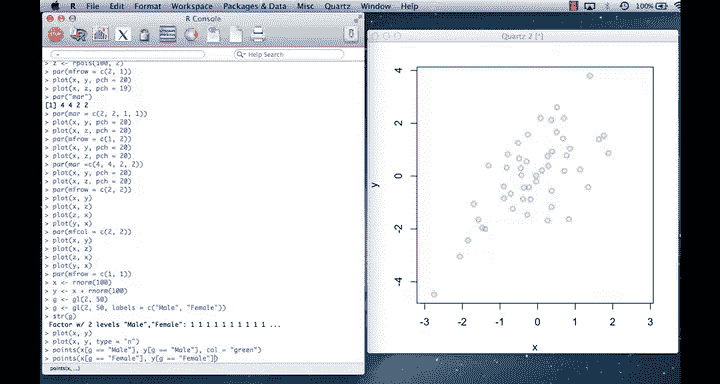 R File Edit Format Workspace Packages & Data Misc Quartz Window Help 100%
R Console
Help Search
> z <- rpois(100, 2)
> par(mfrow = c(2, 1))
> plot(x, y, pch = 20)
> plot(x, z, pch = 19)
> par("mar")
[1] 4 4 2 2
> par(mar = c(2, 2, 1, 1))
> plot(x, y, pch = 20)
> plot(x, z, pch = 20)
> par(mfrow = c(1, 2))
> plot(x, y, pch = 20)
> plot(x, z, pch = 20)
> par(mar =c(4, 4, 2, 2))
> plot(x, y, pch = 20)
> plot(x, z, pch = 20)
> par(mfrow = c(2, 2))
> plot(x, y)
> plot(x, z)
> plot(z, x)
> plot(y, x)
> par(mfcol = c(2, 2))
> plot(x, y)
> plot(x, z)
> plot(z, x)
> plot(y, x)
> par(mfrow = c(1, 1))
> x <- rnorm(100)
> y <- x + rnorm(100)
> g <- gl(2, 50)
> g <- gl(2, 50, labels = c("Male", "Female"))
> str(g)
Factor w/ 2 levels "Male","Female": 1 1 1 1 1 1 1 1 1 1 ...
> plot(x, y)
> plot(x, y, type = "n")
> points(x[g == "Male"], y[g == "Male"], col = "green")
> points(x[g == "Female"], y[g == "Female"])
points(x, ...)
Quartz 2 [*]
4
2
0
-2
-4
y
-3 -2 -1 0 1 2 3
x